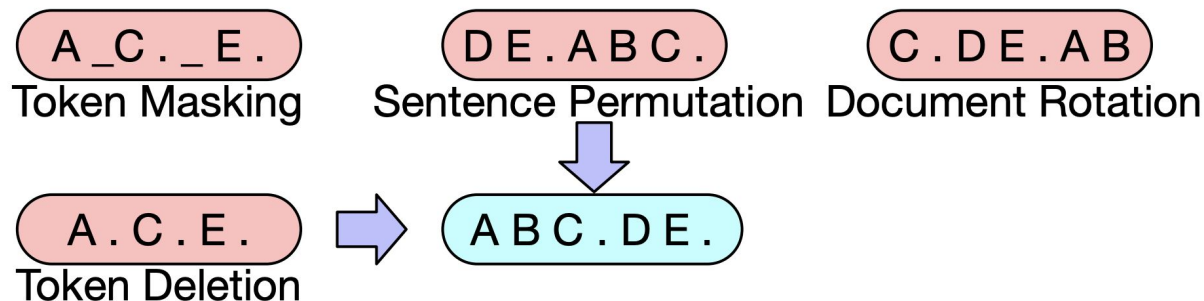 A _ C . _ E .
D E . A B C .
C . D E . A B
Token Masking
Sentence Permutation
Document Rotation
A . C . E .
A B C . D E .
Token Deletion